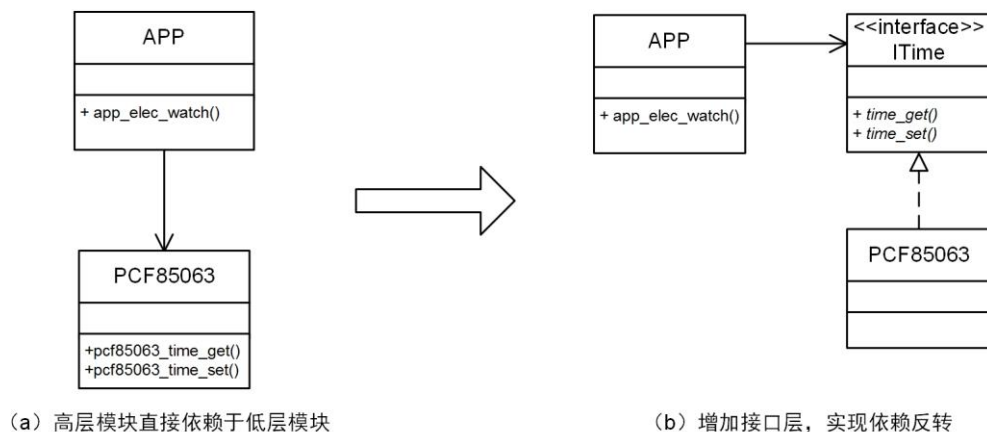 APP
+ app_elec_watch()
PCF85063
+pcf85063_time_get()
+pcf85063_time_set()
（a）高层模块直接依赖于低层模块
APP
+ app_elec_watch()
<<interface>>
ITime
+ time_get()
+ time_set()
PCF85063
（b）增加接口层，实现依赖反转